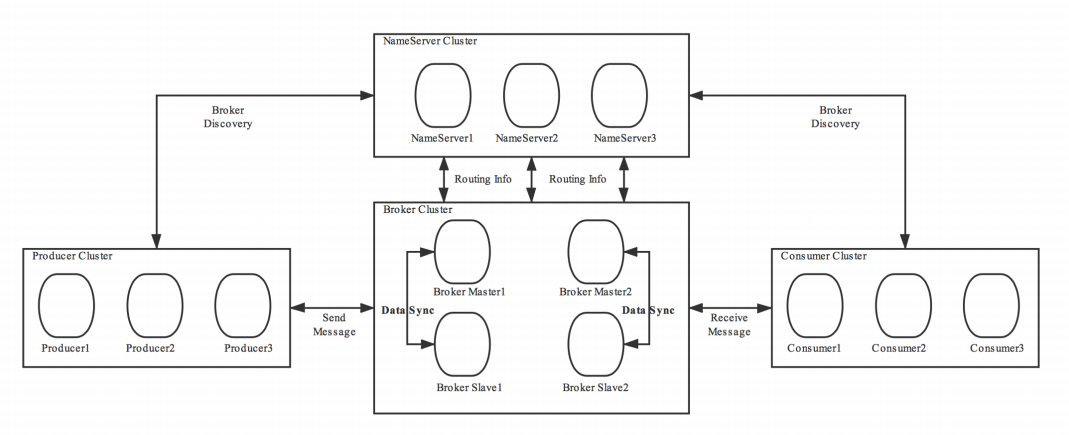 NameServer Cluster
NameServer1
NameServer2
NameServer3
Broker
Discovery
Broker
Discovery
Routing Info
Routing Info
Broker Cluster
Broker Master1
Broker Master2
Data Sync
Data Sync
Broker Slave1
Broker Slave2
Producer Cluster
Producer1
Producer2
Producer3
Send
Message
Receive
Message
Consumer Cluster
Consumer1
Consumer2
Consumer3